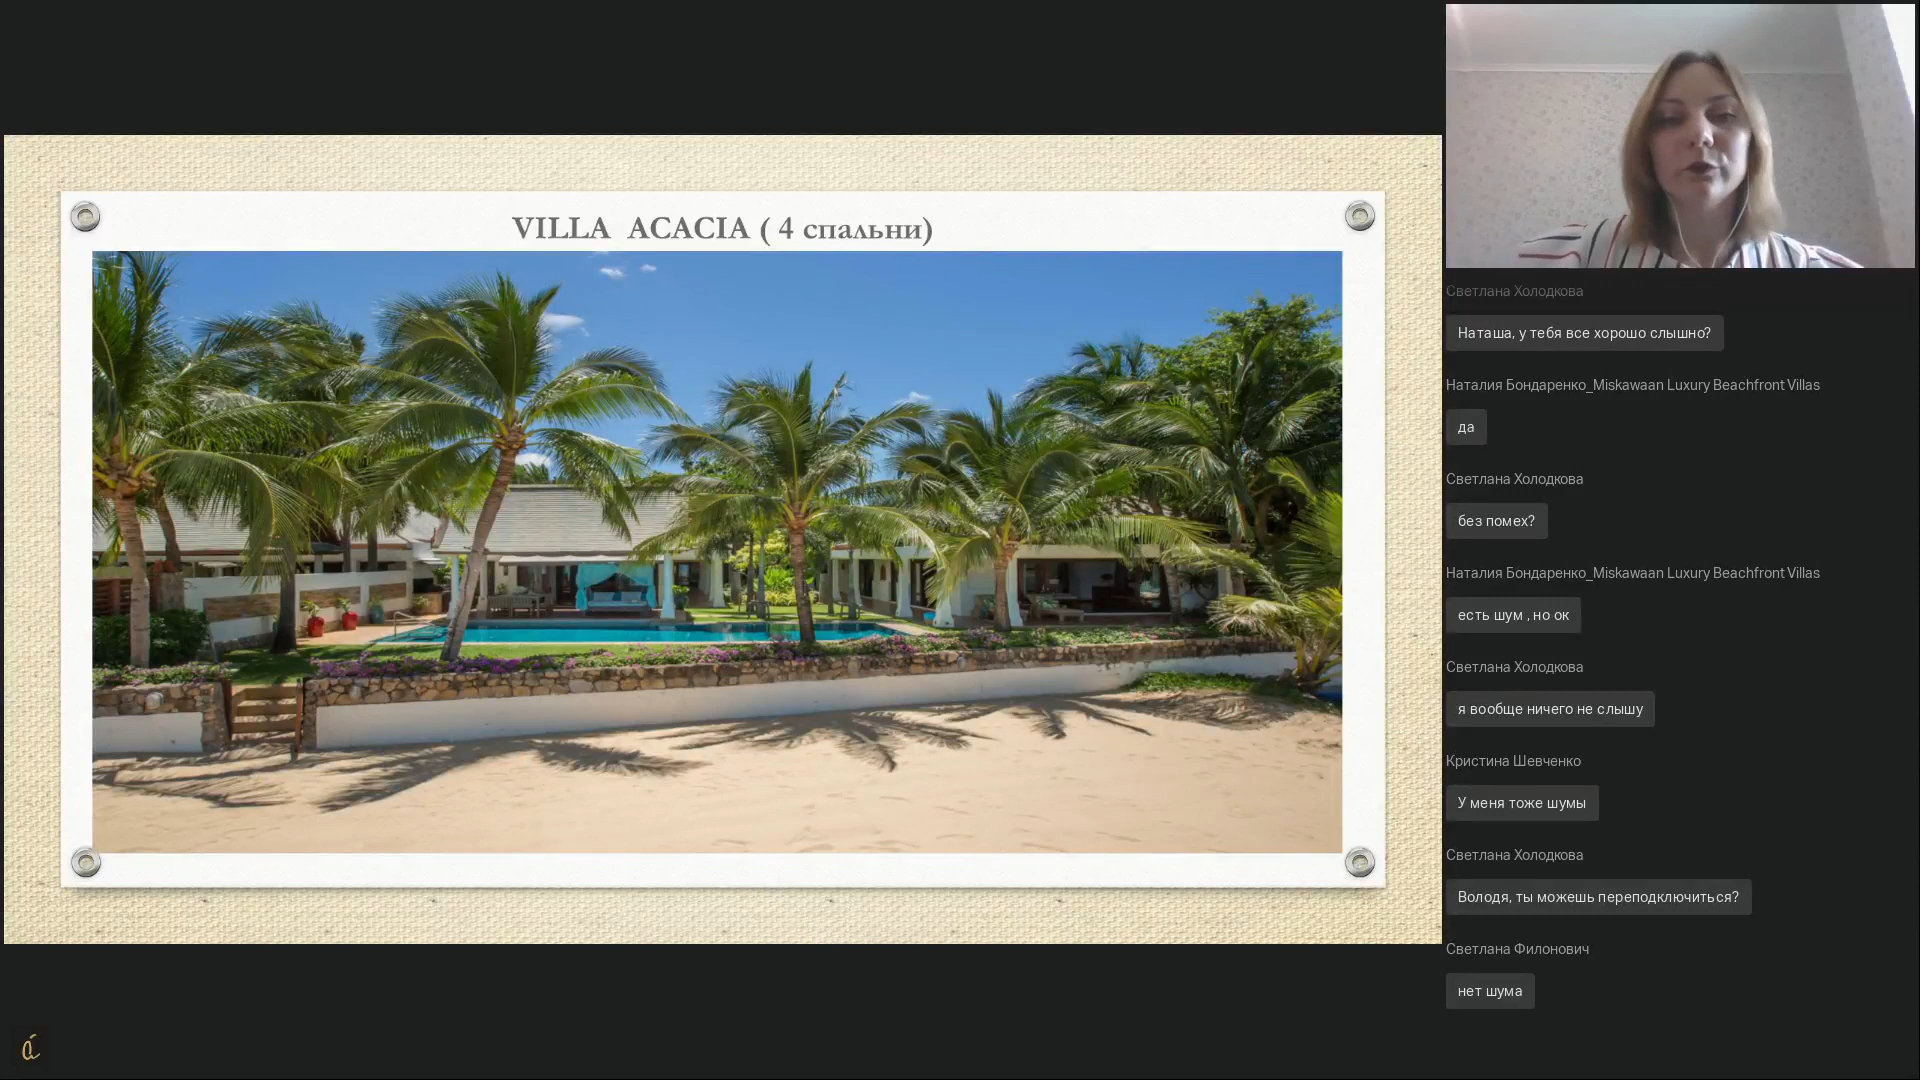 VILLA ACACIA ( 4 спальни)
Светлана Холодкова
Наташа, у тебя все хорошо слышно?
Наталия Бондаренко_Miskawaan Luxury Beachfront Villas
да
Светлана Холодкова
без помех?
Наталия Бондаренко_Miskawaan Luxury Beachfront Villas
есть шум , но ок
Светлана Холодкова
я вообще ничего не слышу
Кристина Шевченко
У меня тоже шумы
Светлана Холодкова
Володя, ты можешь переподключиться?
Светлана Филонович
нет шума
á